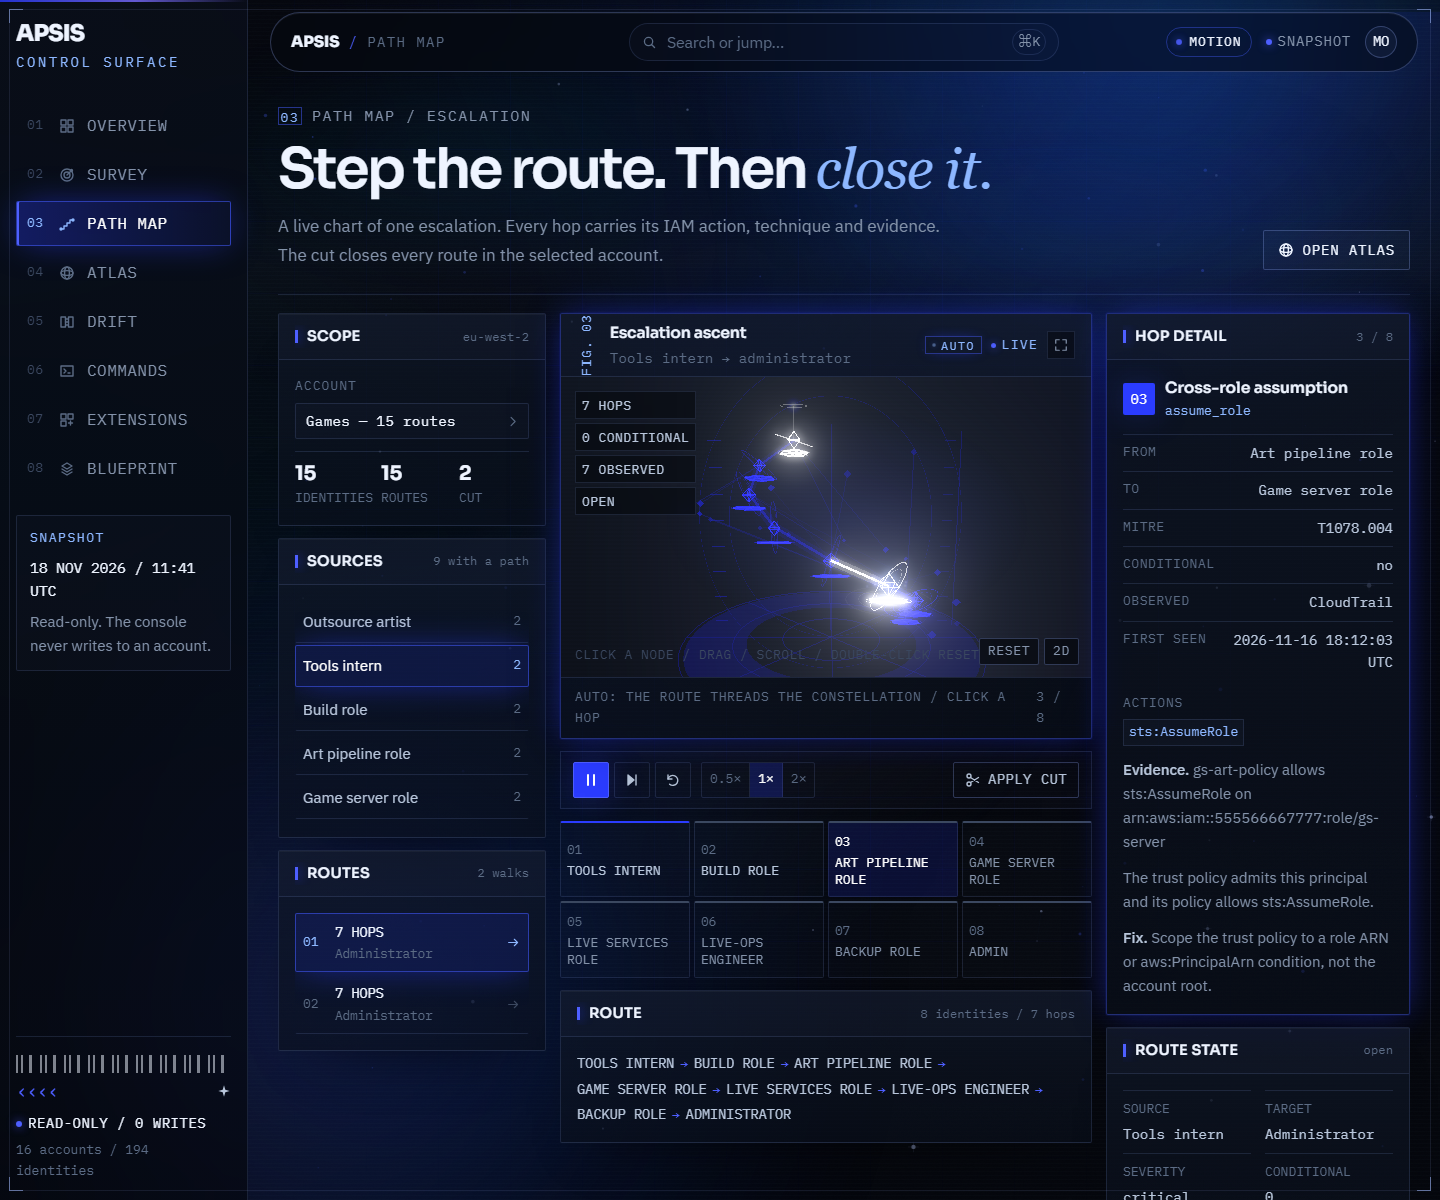 APSIS
CONTROL SURFACE
01 OVERVIEW
02 SURVEY
03 PATH MAP
04 ATLAS
05 DRIFT
06 COMMANDS
07 EXTENSIONS
08 BLUEPRINT
SNAPSHOT
18 NOV 2026 / 11:41
UTC
Read-only. The console
never writes to an account.
READ-ONLY / 0 WRITES
16 accounts / 194
identities
APSIS / PATH MAP
Search or jump...
⌘K
MOTION
SNAPSHOT
MO
03 PATH MAP / ESCALATION
Step the route. Then close it.
A live chart of one escalation. Every hop carries its IAM action, technique and evidence.
The cut closes every route in the selected account.
OPEN ATLAS
SCOPE
eu-west-2
ACCOUNT
Games — 15 routes
15 15 2
IDENTITIES ROUTES CUT
SOURCES
9 with a path
Outsource artist 2
Tools intern 2
Build role 2
Art pipeline role 2
Game server role 2
ROUTES
2 walks
01 7 HOPS →
Administrator
02 7 HOPS →
Administrator
FIG. 03
Escalation ascent
Tools intern → administrator
AUTO
LIVE
7 HOPS
0 CONDITIONAL
7 OBSERVED
OPEN
CLICK A NODE / DRAG / SCROLL / DOUBLE-CLICK RESET
RESET
2D
AUTO: THE ROUTE THREADS THE CONSTELLATION / CLICK A
HOP
3 /
8
0.5× 1× 2×
APPLY CUT
01
TOOLS INTERN
02
BUILD ROLE
03
ART PIPELINE
ROLE
04
GAME SERVER
ROLE
05
LIVE SERVICES
ROLE
06
LIVE-OPS
ENGINEER
07
BACKUP ROLE
08
ADMIN
ROUTE
8 identities / 7 hops
TOOLS INTERN → BUILD ROLE → ART PIPELINE ROLE →
GAME SERVER ROLE → LIVE SERVICES ROLE → LIVE-OPS ENGINEER →
BACKUP ROLE → ADMINISTRATOR
HOP DETAIL
3 / 8
03
Cross-role assumption
assume_role
FROM Art pipeline role
TO Game server role
MITRE T1078.004
CONDITIONAL no
OBSERVED CloudTrail
FIRST SEEN 2026-11-16 18:12:03
UTC
ACTIONS
sts:AssumeRole
Evidence. gs-art-policy allows
sts:AssumeRole on
arn:aws:iam::555566667777:role/gs-
server
The trust policy admits this principal
and its policy allows sts:AssumeRole.
Fix. Scope the trust policy to a role ARN
or aws:PrincipalArn condition, not the
account root.
ROUTE STATE
open
SOURCE TARGET
Tools intern Administrator
SEVERITY CONDITIONAL
critical 0